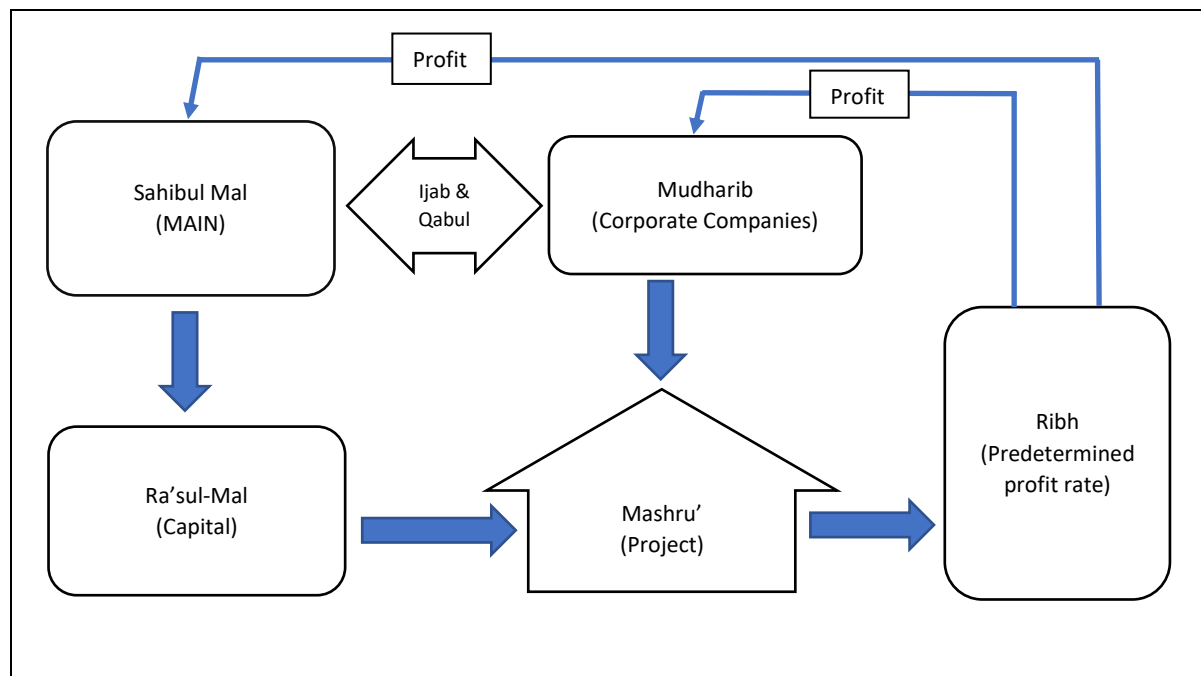 Profit
Profit
Sahibul Mal
(MAIN)
Ijab &
Qabul
Mudharib
(Corporate Companies)
Ra’sul-Mal
(Capital)
Mashru’
(Project)
Ribh
(Predetermined
profit rate)